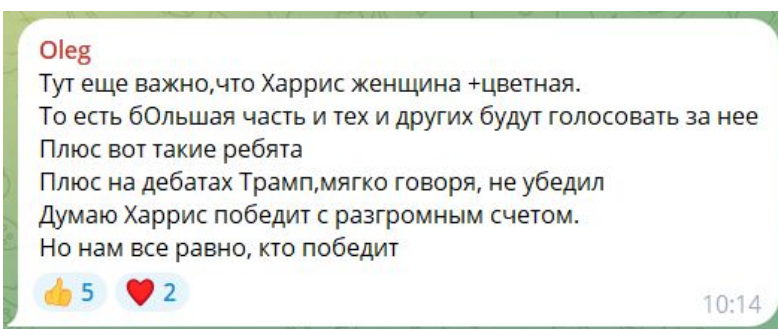 Oleg
Тут еще важно,что Харрис женщина +цветная.
То есть бОльшая часть и тех и других будут голосовать за нее
Плюс вот такие ребята
Плюс на дебатах Трамп,мягко говоря, не убедил
Думаю Харрис победит с разгромным счетом.
Но нам все равно, кто победит
👍 5 ❤️ 2
10:14